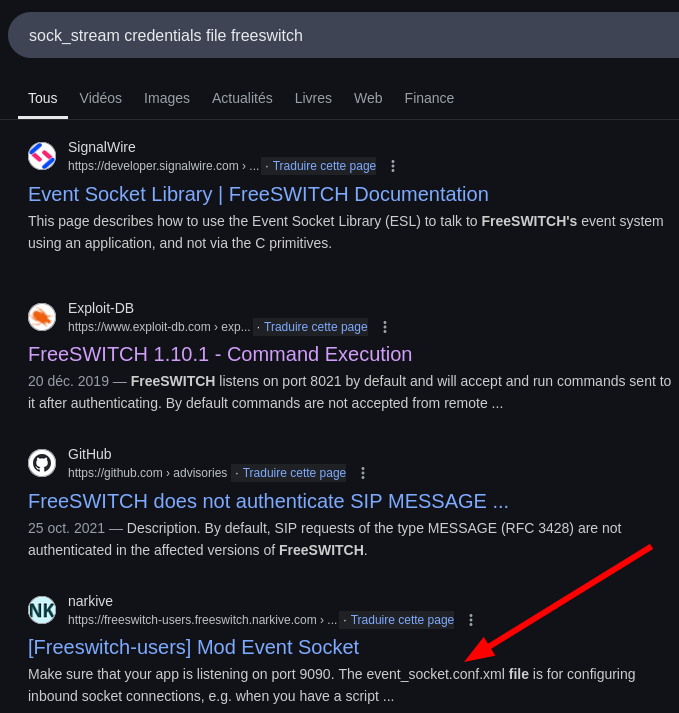 sock_stream credentials file freeswitch
Tous Vidéos Images Actualités Livres Web Finance
SignalWire
https://developer.signalwire.com › ... · Traduire cette page
Event Socket Library | FreeSWITCH Documentation
This page describes how to use the Event Socket Library (ESL) to talk to FreeSWITCH's event system
using an application, and not via the C primitives.
Exploit-DB
https://www.exploit-db.com › exp... · Traduire cette page
FreeSWITCH 1.10.1 - Command Execution
20 déc. 2019 — FreeSWITCH listens on port 8021 by default and will accept and run commands sent to
it after authenticating. By default commands are not accepted from remote ...
GitHub
https://github.com › advisories · Traduire cette page
FreeSWITCH does not authenticate SIP MESSAGE ...
25 oct. 2021 — Description. By default, SIP requests of the type MESSAGE (RFC 3428) are not
authenticated in the affected versions of FreeSWITCH.
NK
narkive
https://freeswitch-users.freeswitch.narkive.com › ... · Traduire cette page
[Freeswitch-users] Mod Event Socket
Make sure that your app is listening on port 9090. The event_socket.conf.xml file is for configuring
inbound socket connections, e.g. when you have a script ...